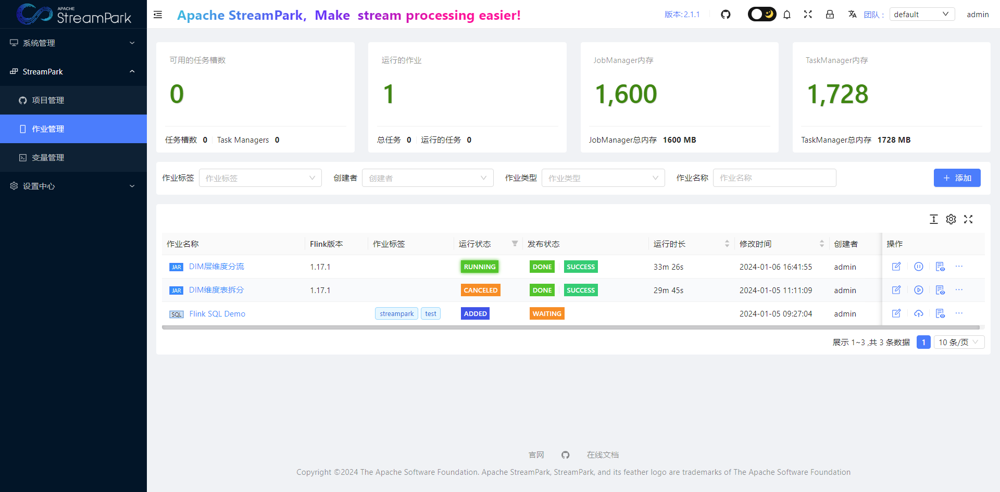 APACHE
StreamPark
Apache StreamPark, Make stream processing easier!
版本:2.1.1
团队 :
default
admin
系统管理
StreamPark
项目管理
作业管理
变量管理
设置中心
可用的任务槽数
0
任务槽数 0 Task Managers 0
运行的作业
1
总任务 0 运行的任务 0
JobManager内存
1,600
JobManager总内存 1600 MB
TaskManager内存
1,728
TaskManager总内存 1728 MB
作业标签 作业标签 创建者 创建者 作业类型 作业类型 作业名称 作业名称 添加
作业名称 Flink版本 作业标签 运行状态 发布状态 运行时长 修改时间 创建者 操作
JAR DIM层维度分流 1.17.1 RUNNING DONE SUCCESS 33m 26s 2024-01-06 16:41:55 admin
JAR DIM维度表拆分 1.17.1 CANCELED DONE SUCCESS 29m 45s 2024-01-05 11:11:09 admin
SQL Flink SQL Demo streampark test ADDED WAITING 2024-01-05 09:27:04 admin
展示 1~3 ,共 3 条数据 1 10 条/页
官网 在线文档
Copyright ©2024 The Apache Software Foundation. Apache StreamPark, StreamPark, and its feather logo are trademarks of The Apache Software Foundation